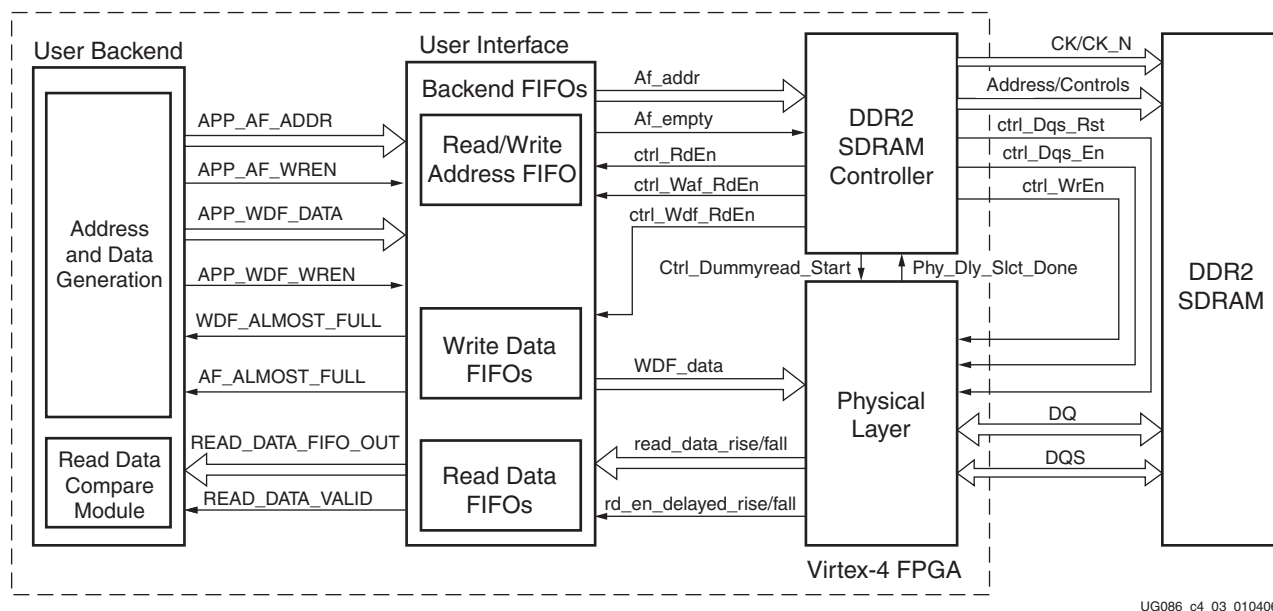 User Backend
User Interface
Backend FIFOs
Address
and Data
Generation
Read Data
Compare
Module
APP_AF_ADDR
APP_AF_WREN
APP_WDF_DATA
APP_WDF_WREN
WDF_ALMOST_FULL
AF_ALMOST_FULL
READ_DATA_FIFO_OUT
READ_DATA_VALID
Read/Write
Address FIFO
Write Data
FIFOs
Read Data
FIFOs
Af_addr
Af_empty
ctrl_RdEn
ctrl_Waf_RdEn
ctrl_Wdf_RdEn
Ctrl_Dummyread_Start
Phy_Dly_Slct_Done
WDF_data
read_data_rise/fall
rd_en_delayed_rise/fall
DDR2
SDRAM
Controller
Physical
Layer
Virtex-4 FPGA
CK/CK_N
Address/Controls
ctrl_Dqs_Rst
ctrl_Dqs_En
ctrl_WrEn
DQ
DQS
DDR2
SDRAM